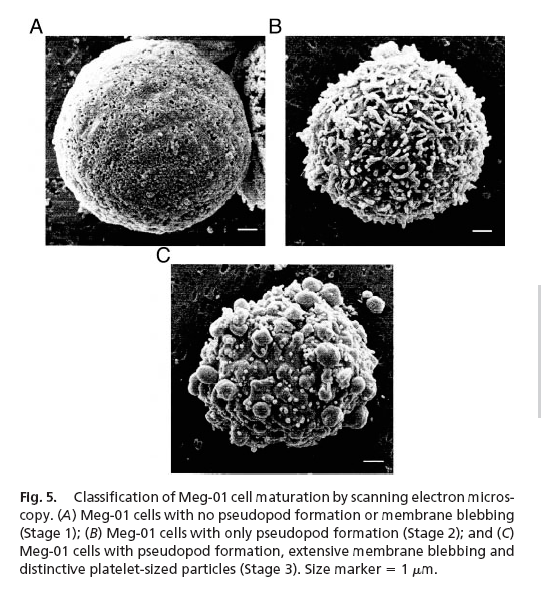 A
B
C
Fig. 5. Classification of Meg-01 cell maturation by scanning electron micros-
copy. (A) Meg-01 cells with no pseudopod formation or membrane blebbing
(Stage 1); (B) Meg-01 cells with only pseudopod formation (Stage 2); and (C)
Meg-01 cells with pseudopod formation, extensive membrane blebbing and
distinctive platelet-sized particles (Stage 3). Size marker = 1 μm.